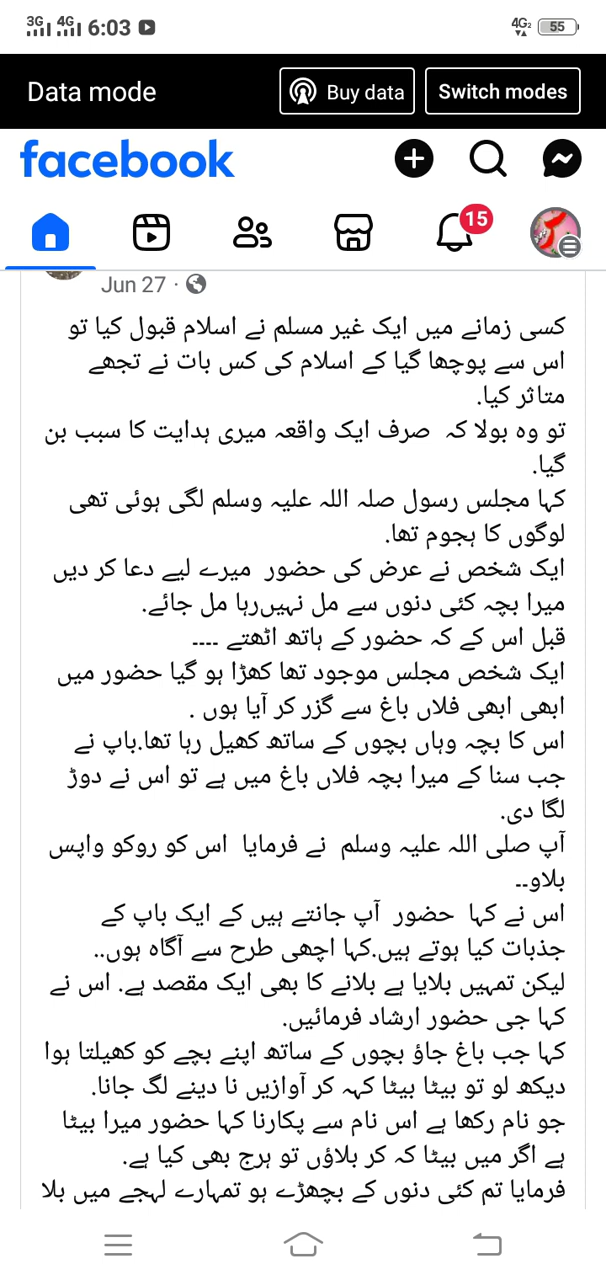 3G 4G 6:03 4G2 55
Data mode Buy data Switch modes
facebook
15
Jun 27 ·
کسی زمانے میں ایک غیر مسلم نے اسلام قبول کیا تو
اس سے پوچھا گیا کے اسلام کی کس بات نے تجھے
متاثر کیا.
تو وہ بولا کہ صرف ایک واقعہ میری ہدایت کا سبب بن
گیا.
کہا مجلس رسول صلہ اللہ علیہ وسلم لگی ہوئی تھی
لوگوں کا ہجوم تھا.
ایک شخص نے عرض کی حضور میرے لیے دعا کر دیں
میرا بچہ کئی دنوں سے مل نہیں‌رہا مل جائے.
قبل اس کے کہ حضور کے ہاتھ اٹھتے ----
ایک شخص مجلس موجود تھا کھڑا ہو گیا حضور میں
ابھی ابھی فلاں باغ سے گزر کر آیا ہوں .
اس کا بچہ وہاں بچوں کے ساتھ کھیل رہا تھا.باپ نے
جب سنا کے میرا بچہ فلاں باغ میں ہے تو اس نے دوڑ
لگا دی.
آپ صلی اللہ علیہ وسلم نے فرمایا اس کو روکو واپس
بلاو--
اس نے کہا حضور آپ جانتے ہیں کے ایک باپ کے
جذبات کیا ہوتے ہیں.کہا اچھی طرح سے آگاہ ہوں..
لیکن تمہیں بلایا ہے بلانے کا بھی ایک مقصد ہے. اس نے
کہا جی حضور ارشاد فرمائیں.
کہا جب باغ جاؤ بچوں کے ساتھ اپنے بچے کو کھیلتا ہوا
دیکھ لو تو بیٹا بیٹا کہہ کر آوازیں نا دینے لگ جانا.
جو نام رکھا ہے اس نام سے پکارنا کہا حضور میرا بیٹا
ہے اگر میں بیٹا کہ کر بلاؤں تو ہرج بھی کیا ہے.
فرمایا تم کئی دنوں کے بچھڑے ہو تمہارے لہجے میں بلا